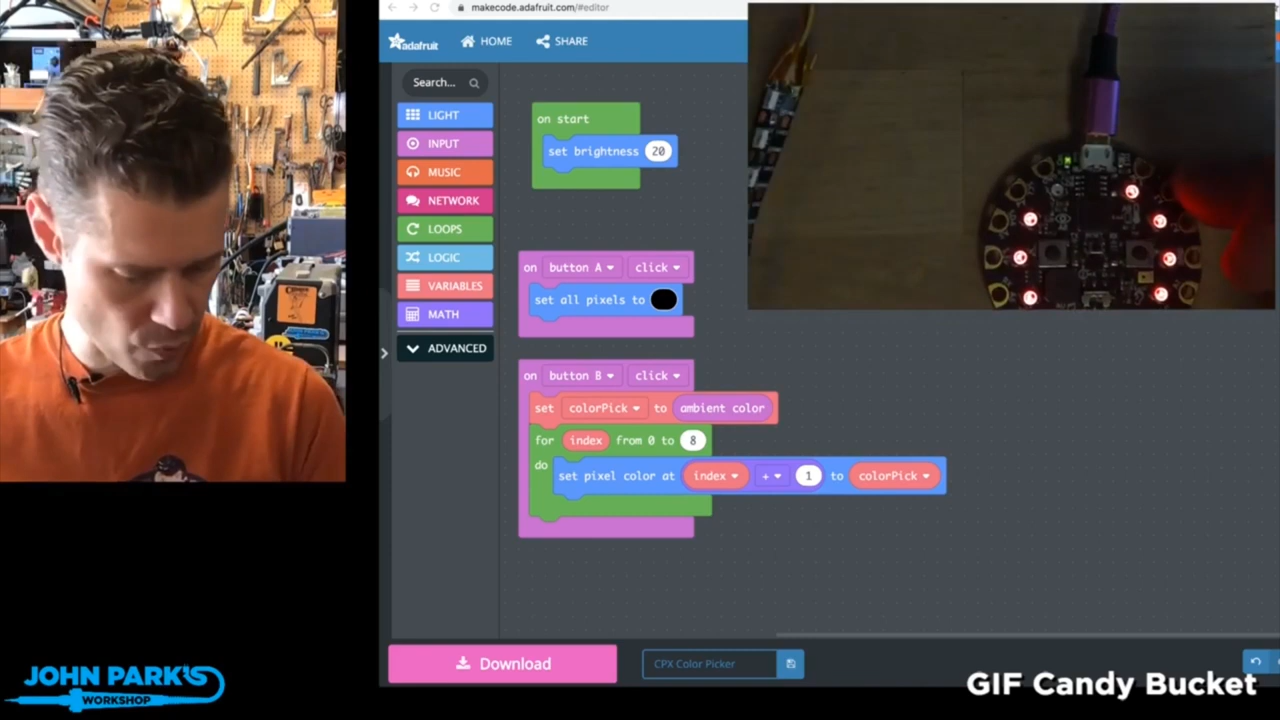 makecode.adafruit.com/#editor
adafruit
HOME
SHARE
Search...
LIGHT
INPUT
MUSIC
NETWORK
LOOPS
LOGIC
VARIABLES
MATH
ADVANCED
on start
set brightness 20
on button A click
set all pixels to
on button B click
set colorPick to ambient color
for index from 0 to 8
do set pixel color at index + 1 to colorPick
Download
CPX Color Picker
JOHN PARK'S
WORKSHOP
GIF Candy Bucket